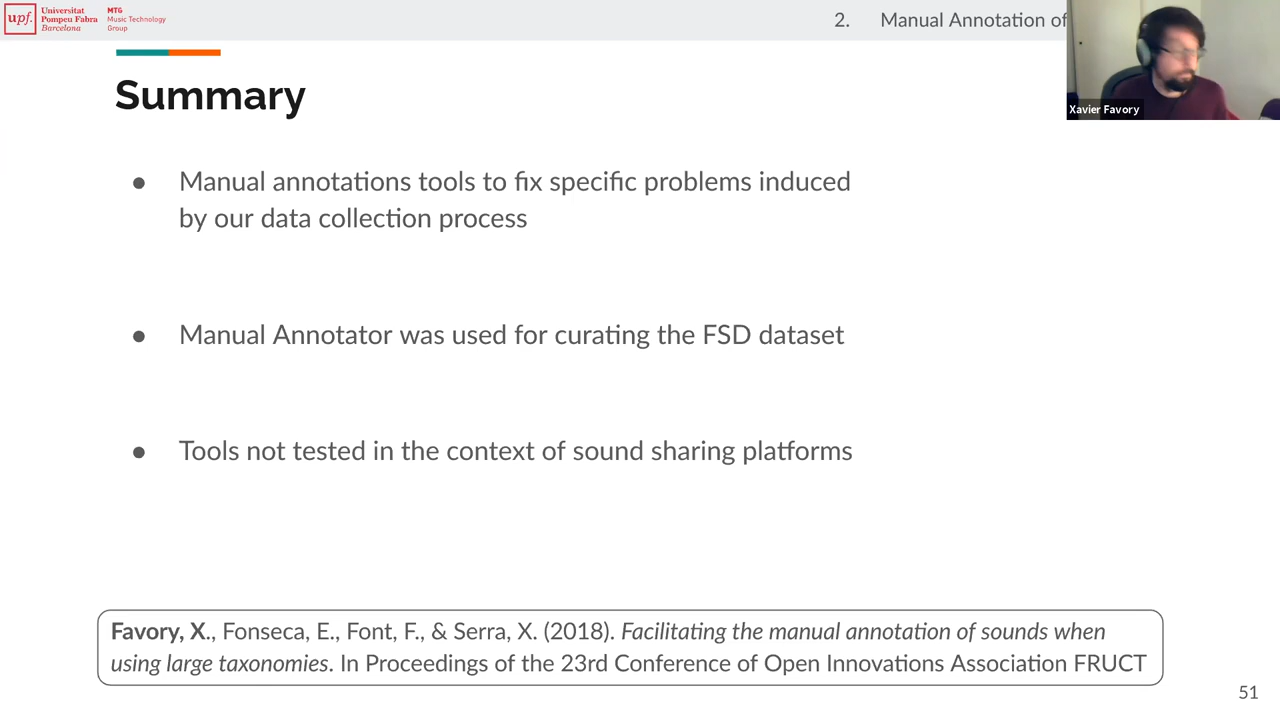 upf.
Universitat
Pompeu Fabra
Barcelona
MTG
Music Technology
Group
2. Manual Annotation of
Xavier Favory
Summary
● Manual annotations tools to fix specific problems induced
by our data collection process
● Manual Annotator was used for curating the FSD dataset
● Tools not tested in the context of sound sharing platforms
Favory, X., Fonseca, E., Font, F., & Serra, X. (2018). Facilitating the manual annotation of sounds when
using large taxonomies. In Proceedings of the 23rd Conference of Open Innovations Association FRUCT
51